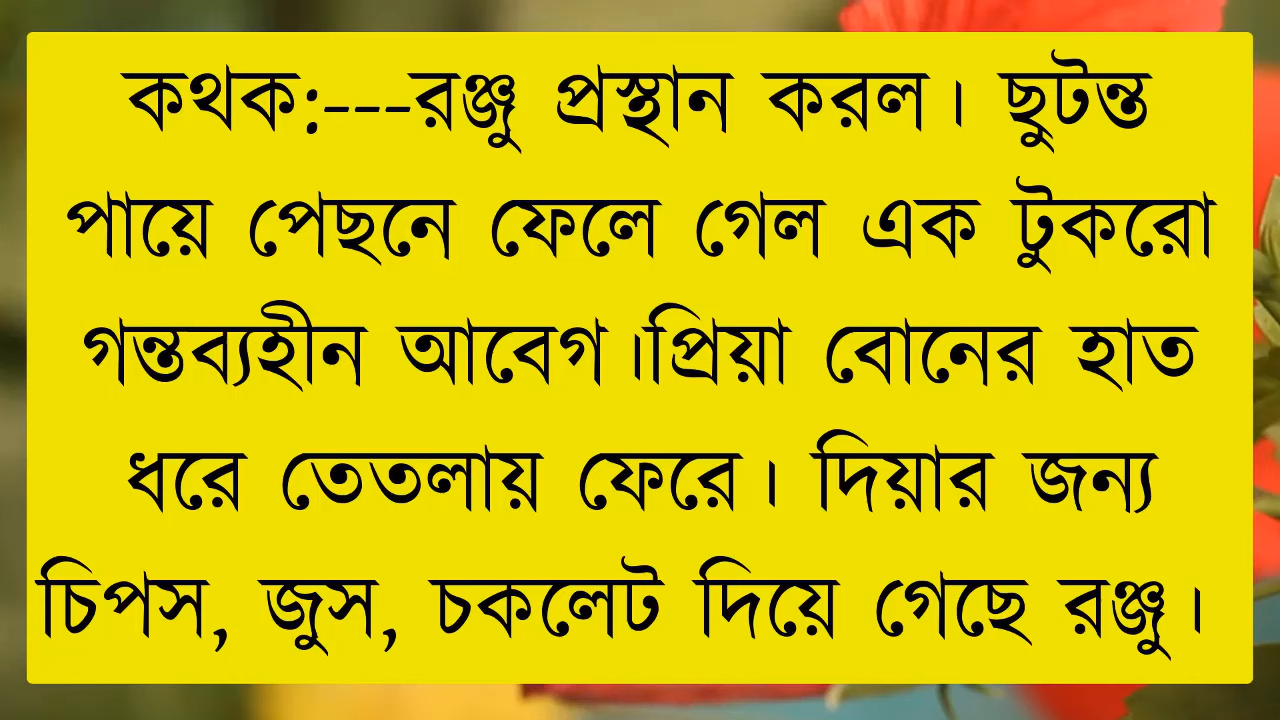 কথক:---রঞ্জু প্রস্থান করল। ছুটন্ত
পায়ে পেছনে ফেলে গেল এক টুকরো
গন্তব্যহীন আবেগ।প্রিয়া বোনের হাত
ধরে তেতলায় ফেরে। দিয়ার জন্য
চিপস, জুস, চকলেট দিয়ে গেছে রঞ্জু।